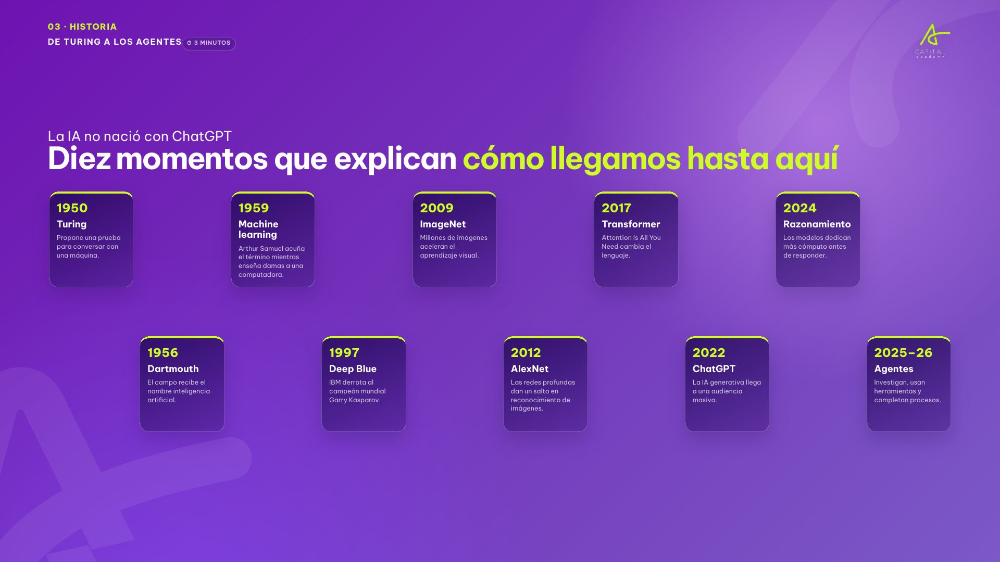 03 · HISTORIA
DE TURING A LOS AGENTES
⏱ 3 MINUTOS
CAPITAL
academy
La IA no nació con ChatGPT
Diez momentos que explican cómo llegamos hasta aquí
1950
Turing
Propone una prueba
para conversar con
una máquina.
1959
Machine
learning
Arthur Samuel acuña
el término mientras
enseña damas a una
computadora.
2009
ImageNet
Millones de imágenes
aceleran el
aprendizaje visual.
2017
Transformer
Attention Is All You
Need cambia el
lenguaje.
2024
Razonamiento
Los modelos dedican
más cómputo antes
de responder.
1956
Dartmouth
El campo recibe el
nombre inteligencia
artificial.
1997
Deep Blue
IBM derrota al
campeón mundial
Garry Kasparov.
2012
AlexNet
Las redes profundas
dan un salto en
reconocimiento de
imágenes.
2022
ChatGPT
La IA generativa llega
a una audiencia
masiva.
2025–26
Agentes
Investigan, usan
herramientas y
completan procesos.